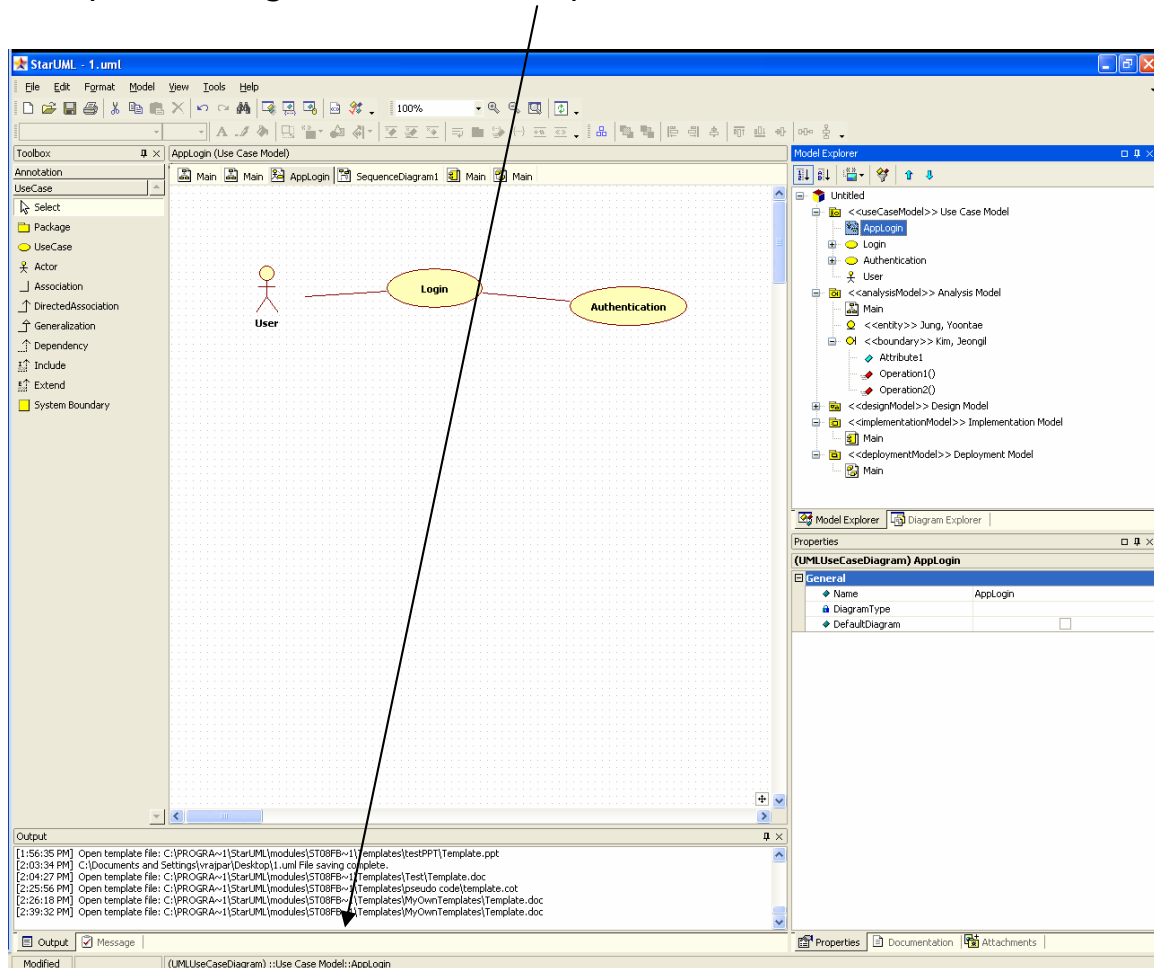 StarUML - 1.uml
File Edit Format Model View Tools Help
100%
Toolbox
Annotation
UseCase
Select
Package
UseCase
Actor
Association
DirectedAssociation
Generalization
Dependency
Include
Extend
System Boundary
AppLogin (Use Case Model)
Main Main AppLogin SequenceDiagram1 Main Main
User
Login
Authentication
Model Explorer
Untitled
<<useCaseModel>> Use Case Model
AppLogin
Login
Authentication
User
<<analysisModel>> Analysis Model
Main
<<entity>> Jung, Yoontae
<<boundary>> Kim, Jeongil
Attribute1
Operation1()
Operation2()
<<designModel>> Design Model
<<implementationModel>> Implementation Model
Main
<<deploymentModel>> Deployment Model
Main
Model Explorer Diagram Explorer
Properties
(UMLUseCaseDiagram) AppLogin
General
Name AppLogin
DiagramType
DefaultDiagram
Properties Documentation Attachments
Output
[1:56:35 PM] Open template file: C:\PROGRA~1\StarUML\modules\ST08FB~1\Templates\testPPT\Template.ppt
[2:03:34 PM] C:\Documents and Settings\vrajpar\Desktop\1.uml File saving complete.
[2:04:27 PM] Open template file: C:\PROGRA~1\StarUML\modules\ST08FB~1\Templates\Test\Template.doc
[2:25:56 PM] Open template file: C:\PROGRA~1\StarUML\modules\ST08FB~1\Templates\pseudo code\template.cot
[2:26:18 PM] Open template file: C:\PROGRA~1\StarUML\modules\ST08FB~1\Templates\MyOwnTemplates\Template.doc
[2:39:32 PM] Open template file: C:\PROGRA~1\StarUML\modules\ST08FB~1\Templates\MyOwnTemplates\Template.doc
Output Message
Modified (UMLUseCaseDiagram) ::Use Case Model::AppLogin